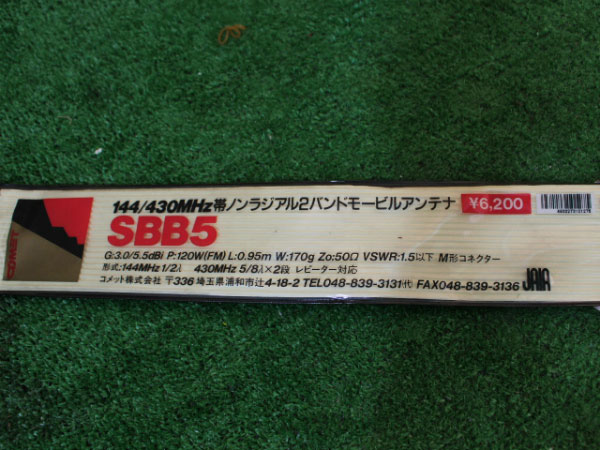 144/430MHz帯ノンラジアル2バンドモービルアンテナ
¥6,200
SBB5
COMET
G:3.0/5.5dBi P:120W(FM) L:0.95m W:170g Zo:50Ω VSWR:1.5以下 M形コネクター
形式:144MHz 1/2λ 430MHz 5/8λ×2段 レピーター対応
コメット株式会社 〒336 埼玉県浦和市辻4-18-2 TEL048-839-3131代 FAX048-839-3136
JAIA